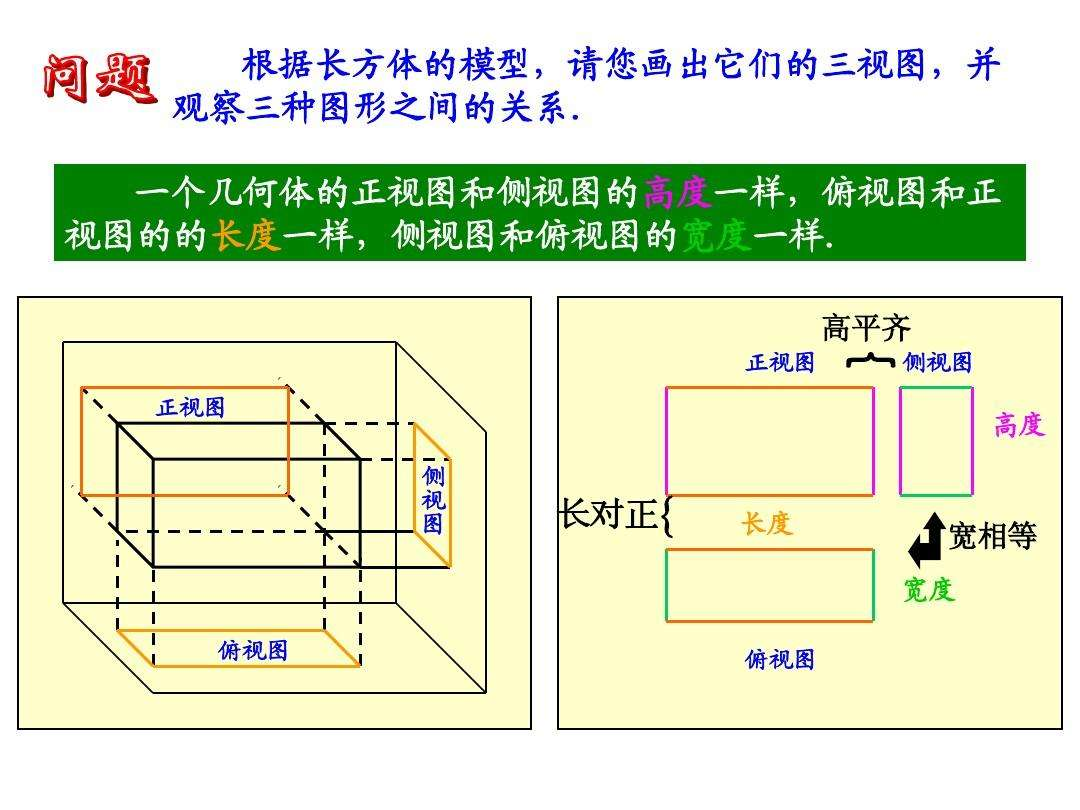 问题
根据长方体的模型，请您画出它们的三视图，并
观察三种图形之间的关系.
一个几何体的正视图和侧视图的高度一样，俯视图和正
视图的的长度一样，侧视图和俯视图的宽度一样.
正视图
侧
视
图
俯视图
高平齐
正视图
侧视图
高度
长对正{
长度
宽相等
宽度
俯视图